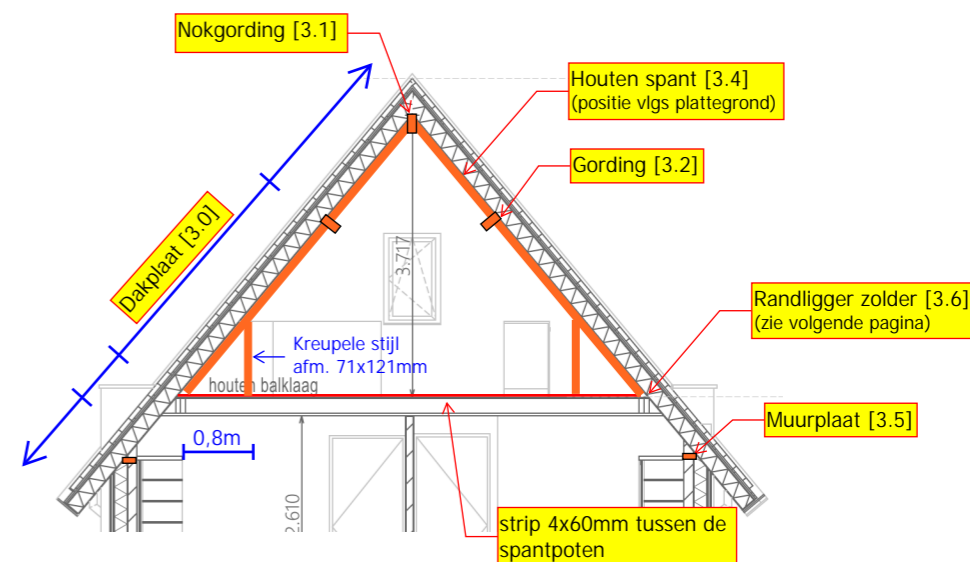 Nokgording [3.1]
Houten spant [3.4]
(positie vlgs plattegrond)
Gording [3.2]
Dakplaat [3.0]
3.717
Randligger zolder [3.6]
(zie volgende pagina)
Kreupele stijl
afm. 71x121mm
houten balklaag
Muurplaat [3.5]
0,8m
2.610
strip 4x60mm tussen de
spantpoten